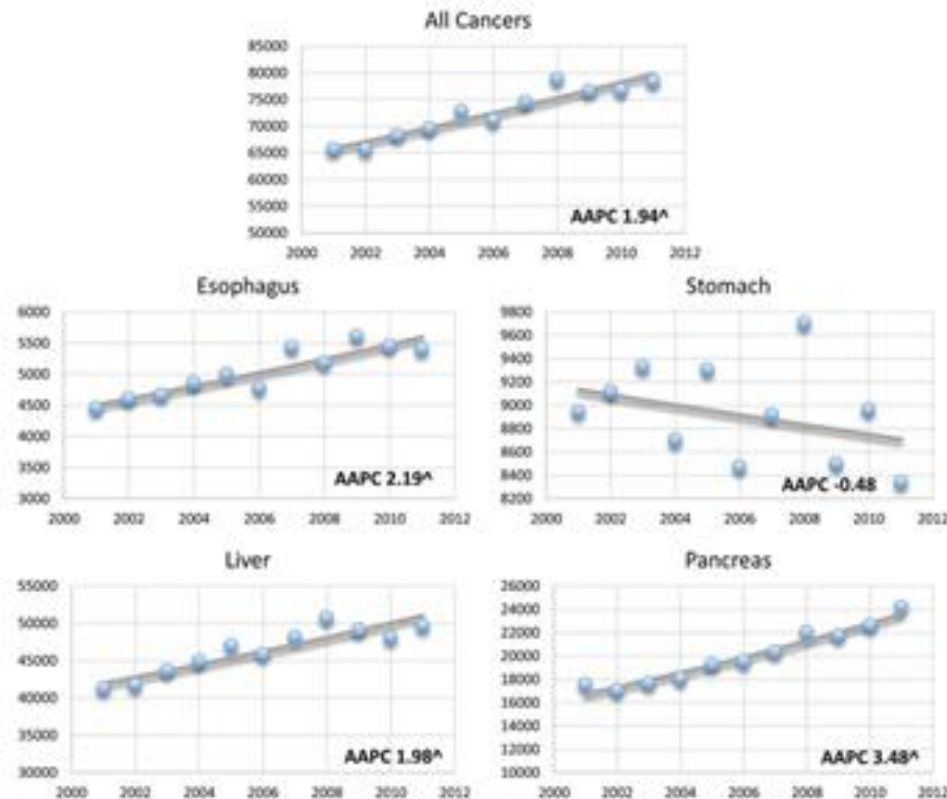 All Cancers
85000
80000
75000
70000
65000
60000
55000
50000
2000 2002 2004 2006 2008 2010 2012
AAPC 1.94^
Esophagus
6000
5500
5000
4500
4000
3500
3000
2000 2002 2004 2006 2008 2010 2012
AAPC 2.19^
Stomach
9800
9600
9400
9200
9000
8800
8600
8400
8200
2000 2002 2004 2006 2008 2010 2012
AAPC -0.48
Liver
55000
50000
45000
40000
35000
30000
2000 2002 2004 2006 2008 2010 2012
AAPC 1.98^
Pancreas
26000
24000
22000
20000
18000
16000
14000
12000
10000
2000 2002 2004 2006 2008 2010 2012
AAPC 3.48^